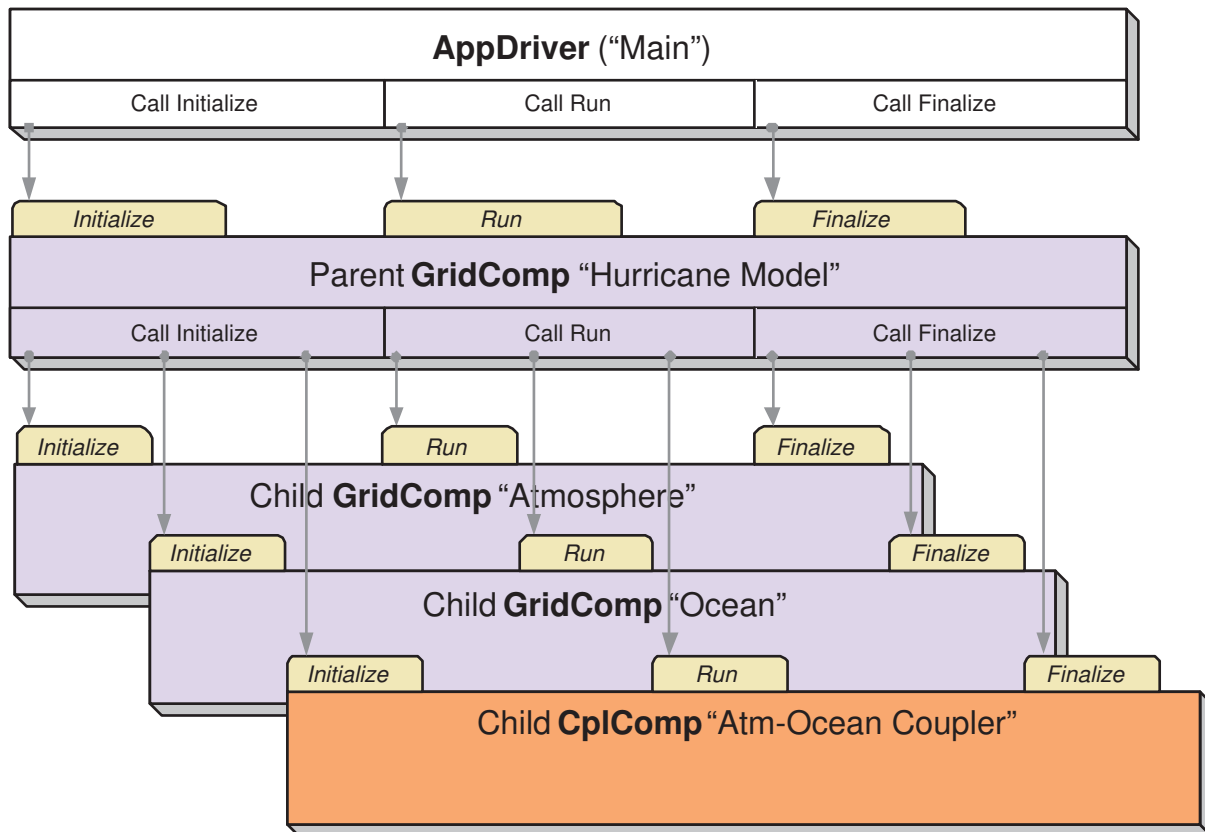 AppDriver (“Main”)
Call Initialize
Call Run
Call Finalize
Initialize
Run
Finalize
Parent GridComp “Hurricane Model”
Call Initialize
Call Run
Call Finalize
Initialize
Run
Finalize
Child GridComp “Atmosphere”
Initialize
Run
Finalize
Child GridComp “Ocean”
Initialize
Run
Finalize
Child CplComp “Atm-Ocean Coupler”